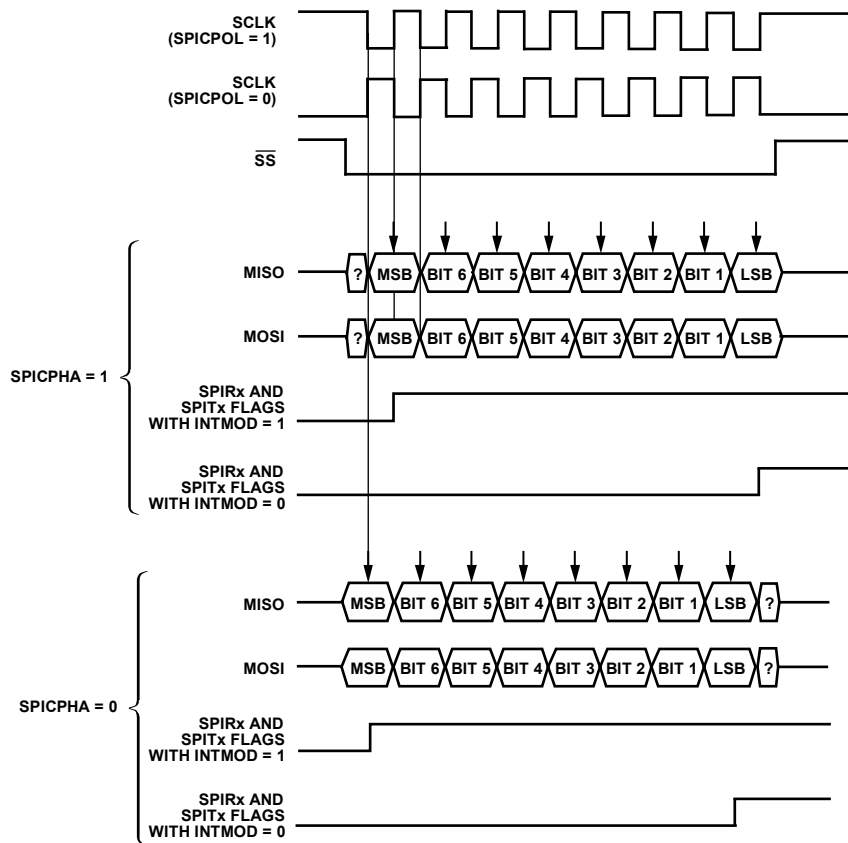 SCLK
(SPICPOL = 1)
SCLK
(SPICPOL = 0)
SS
MISO ? MSB BIT 6 BIT 5 BIT 4 BIT 3 BIT 2 BIT 1 LSB
MOSI ? MSB BIT 6 BIT 5 BIT 4 BIT 3 BIT 2 BIT 1 LSB
SPICPHA = 1
SPIRx AND
SPITx FLAGS
WITH INTMOD = 1
SPIRx AND
SPITx FLAGS
WITH INTMOD = 0
MISO MSB BIT 6 BIT 5 BIT 4 BIT 3 BIT 2 BIT 1 LSB ?
MOSI MSB BIT 6 BIT 5 BIT 4 BIT 3 BIT 2 BIT 1 LSB ?
SPICPHA = 0
SPIRx AND
SPITx FLAGS
WITH INTMOD = 1
SPIRx AND
SPITx FLAGS
WITH INTMOD = 0